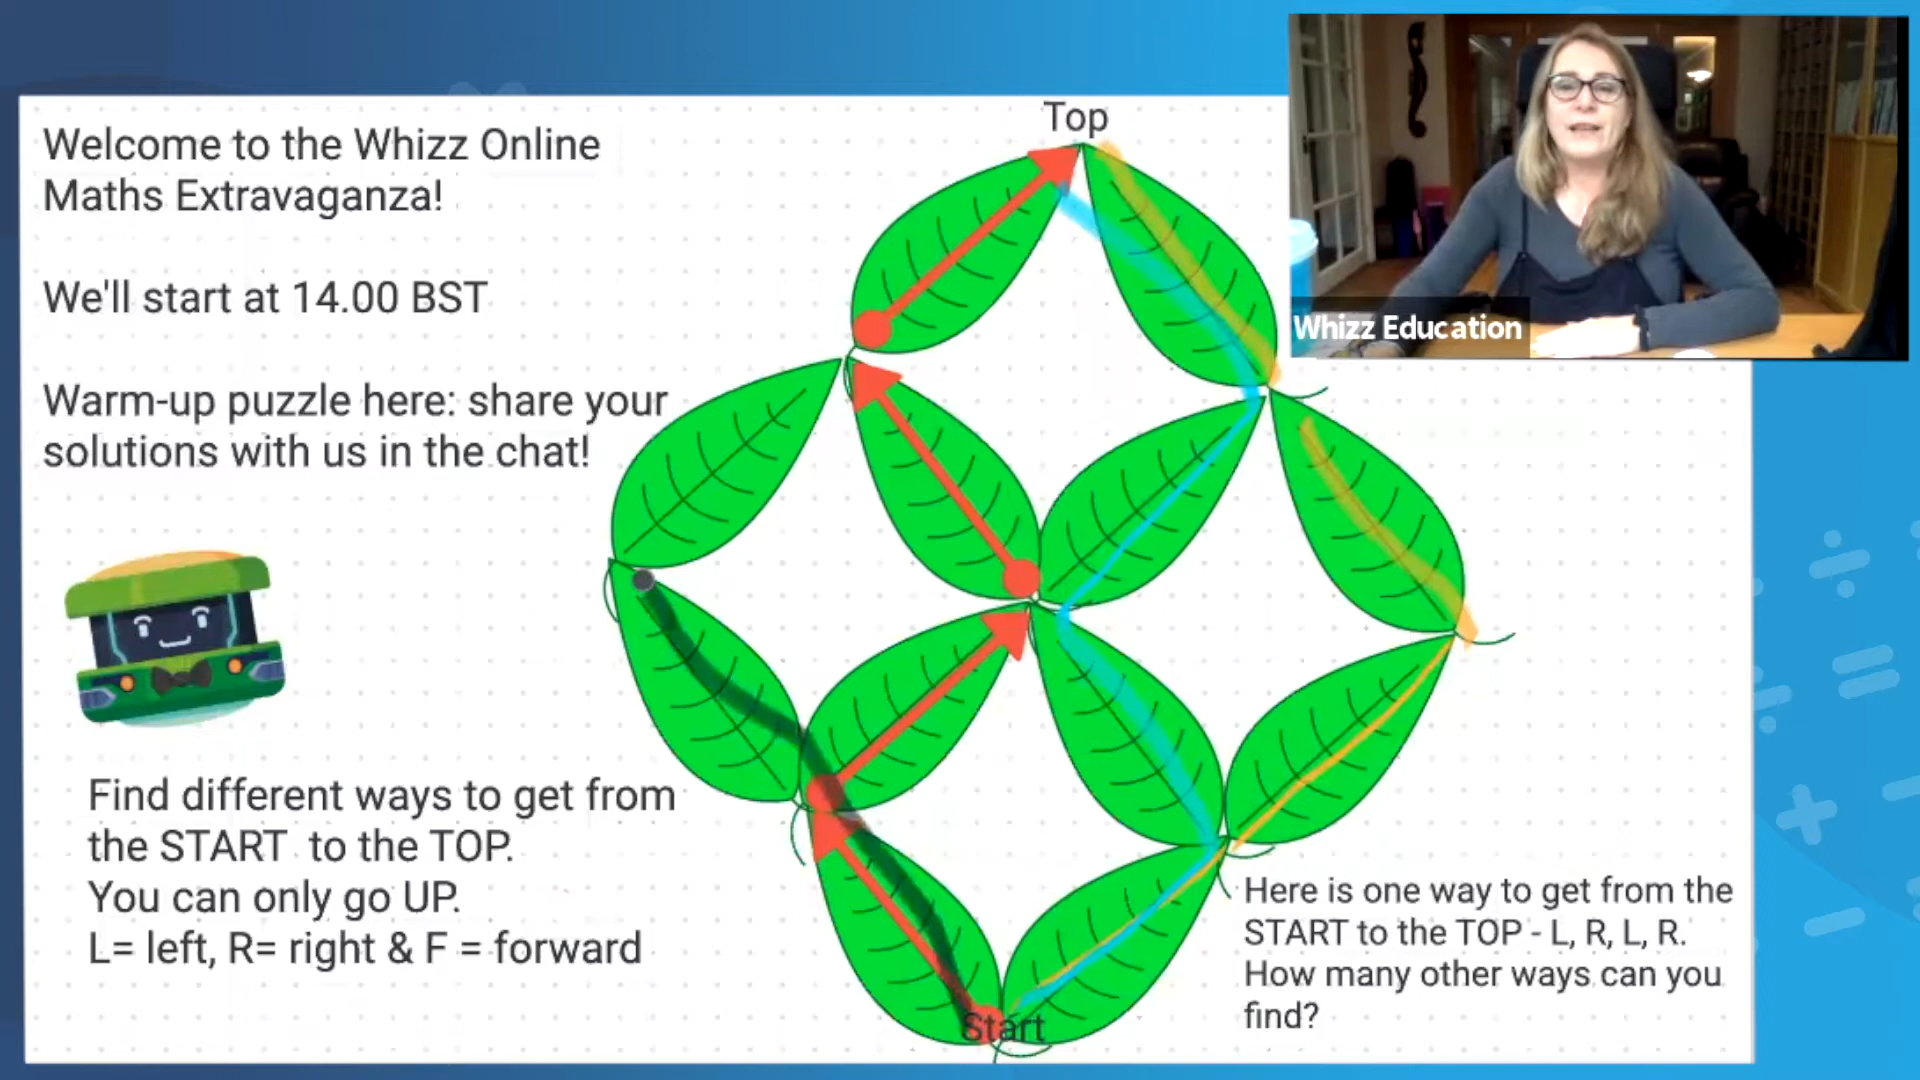 Welcome to the Whizz Online
Maths Extravaganza!
We'll start at 14.00 BST
Warm-up puzzle here: share your
solutions with us in the chat!
Find different ways to get from
the START to the TOP.
You can only go UP.
L= left, R= right & F = forward
Top
Start
Whizz Education
Here is one way to get from the
START to the TOP - L, R, L, R.
How many other ways can you
find?